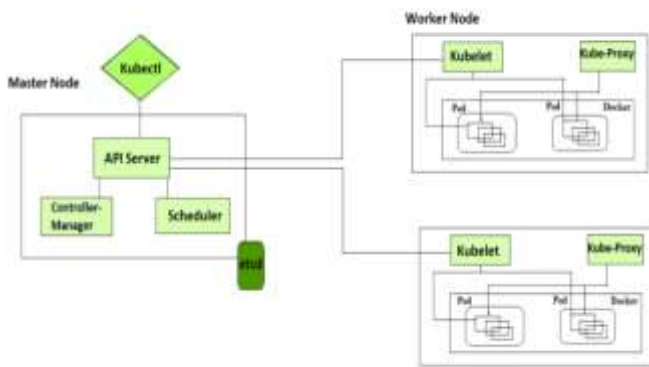 Worker Node
Kubectl
Master Node
Kubelet
Kube-Proxy
Pod
Pod
Docker
API Server
Controller-
Manager
Scheduler
etcd
Kubelet
Kube-Proxy
Pod
Pod
Docker